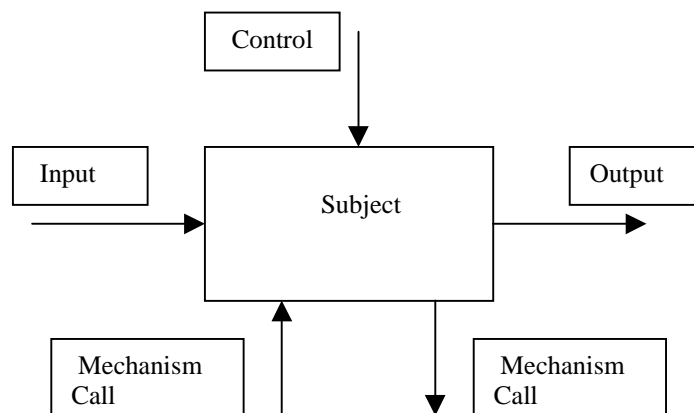 Control
Input
Subject
Output
Mechanism
Call
Mechanism
Call